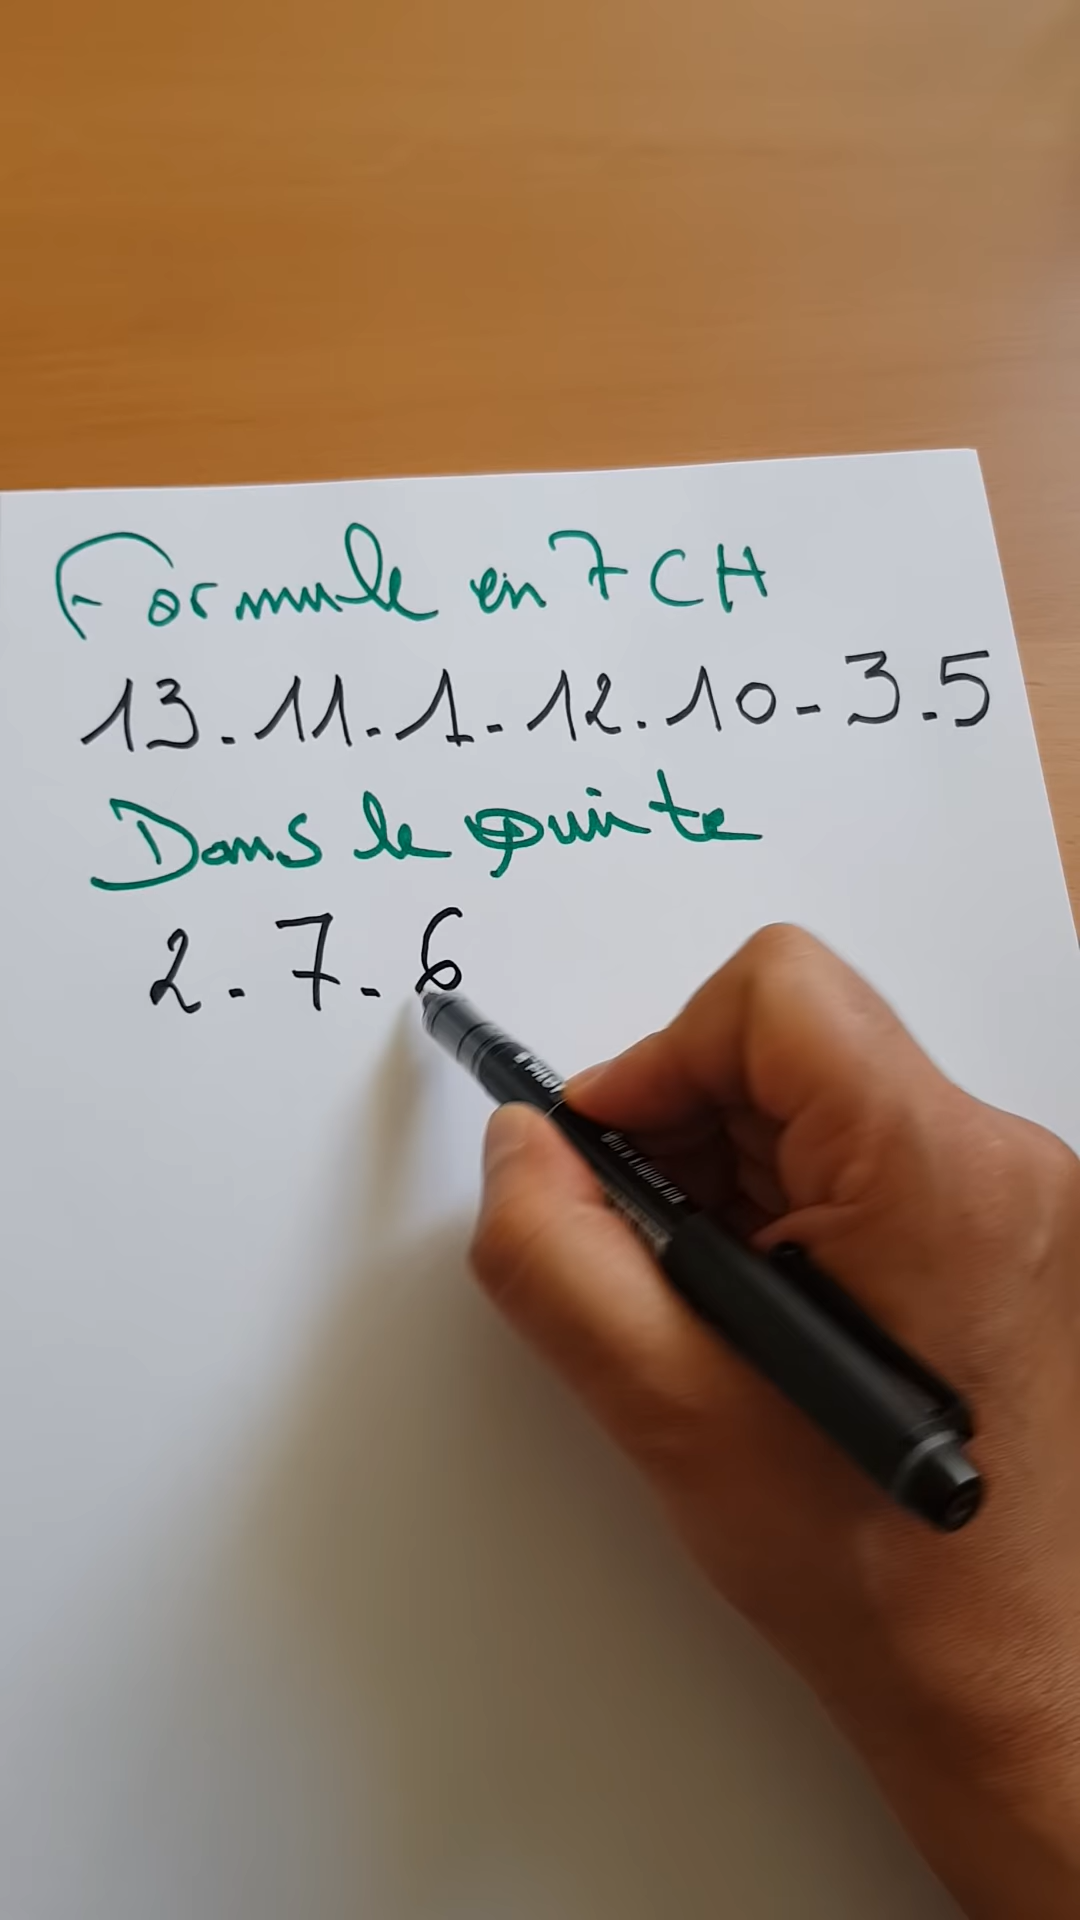 Formule en 7 CH
13.11.1.12.10-3.5
Dans le quinte
2.7.6